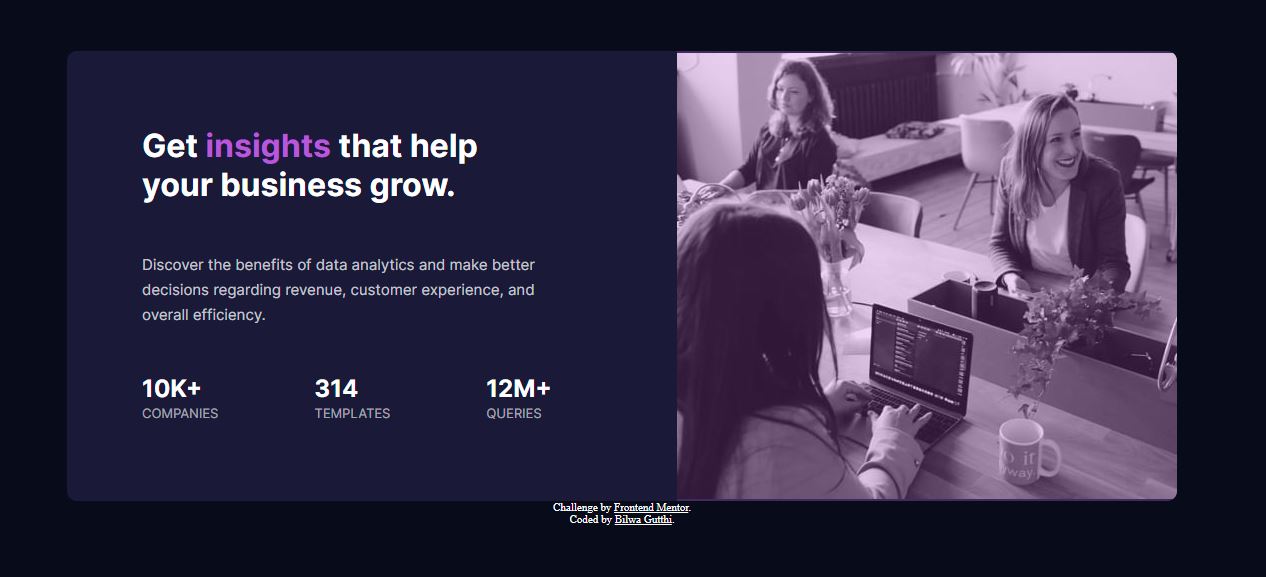 Get insights that help
your business grow.
Discover the benefits of data analytics and make better
decisions regarding revenue, customer experience, and
overall efficiency.
10K+ 314 12M+
COMPANIES TEMPLATES QUERIES
it
way.
Challenge by Frontend Mentor.
Coded by Bilwa Gutthi.